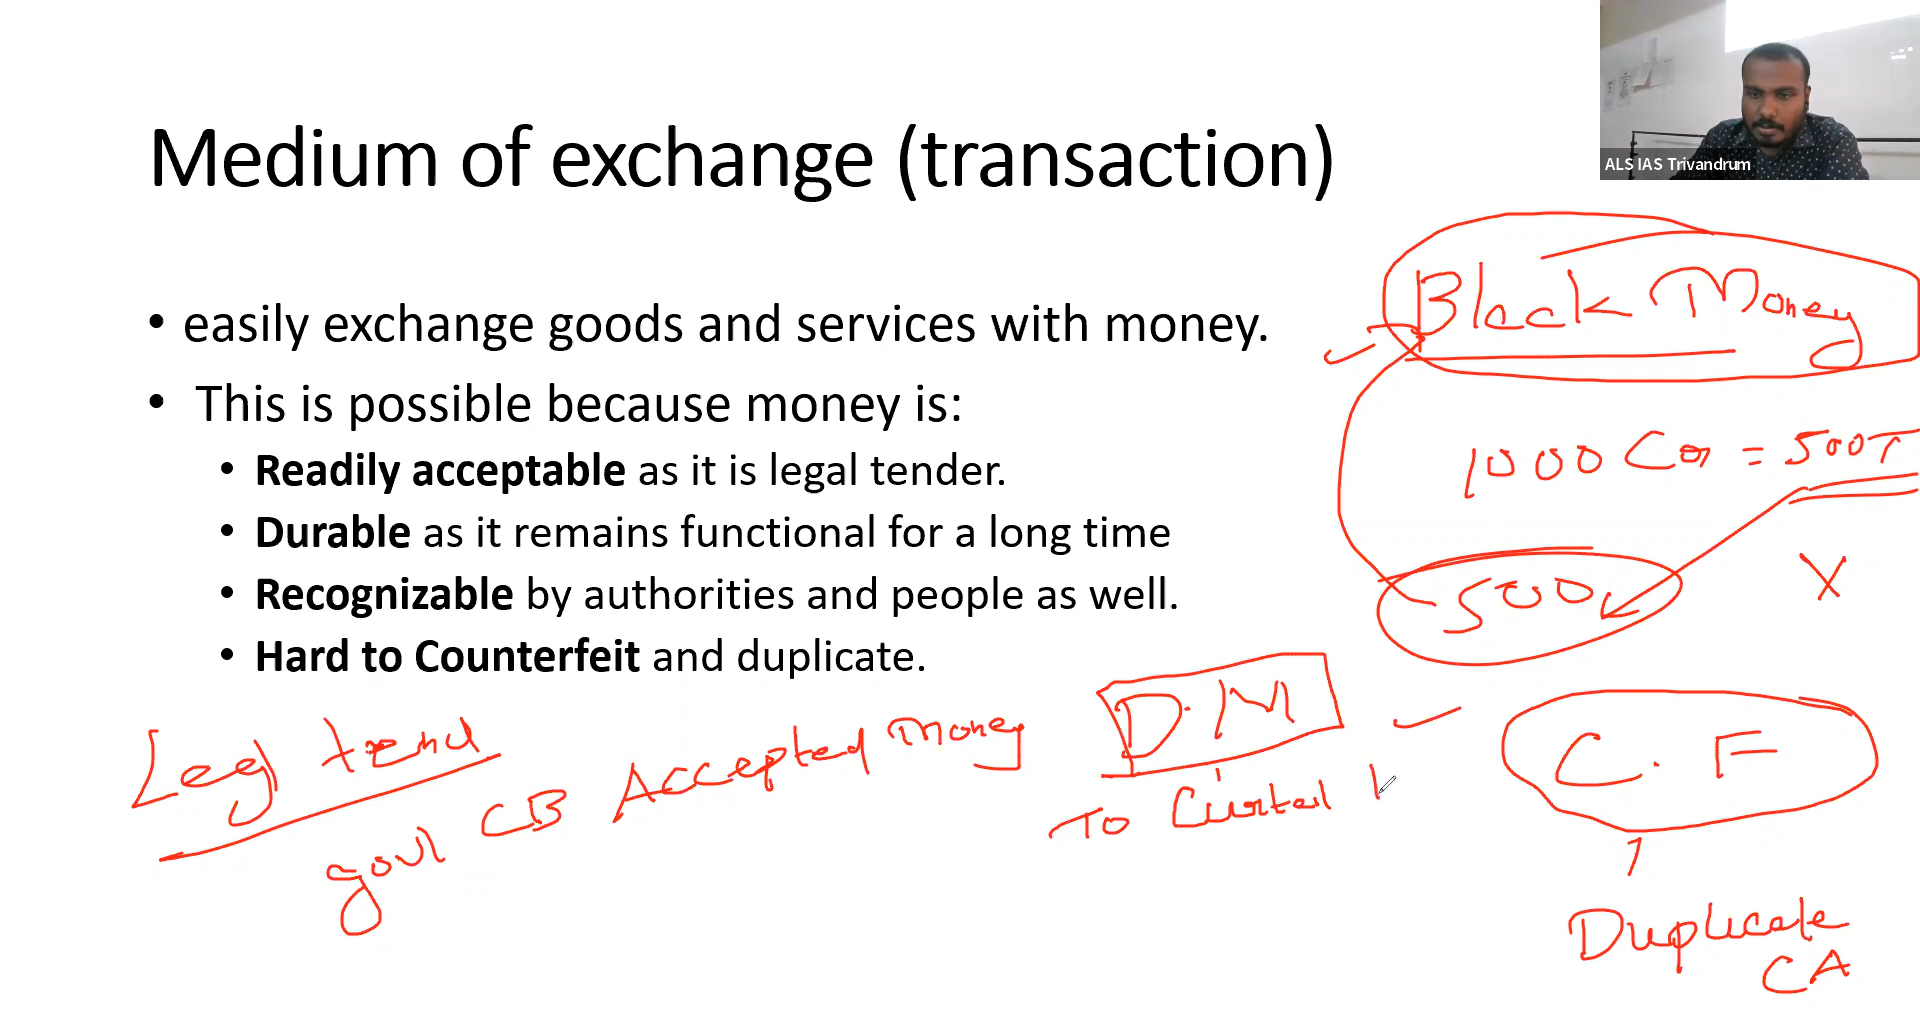 ALS IAS Trivandrum
Medium of exchange (transaction)
• easily exchange goods and services with money.
• This is possible because money is:
• Readily acceptable as it is legal tender.
• Durable as it remains functional for a long time
• Recognizable by authorities and people as well.
• Hard to Counterfeit and duplicate.
Black Money
1000 Cr = 500T
500
X
D.M
C.F
To Curtail
Leg tend
govt CB Accepted money
Duplicate
CA